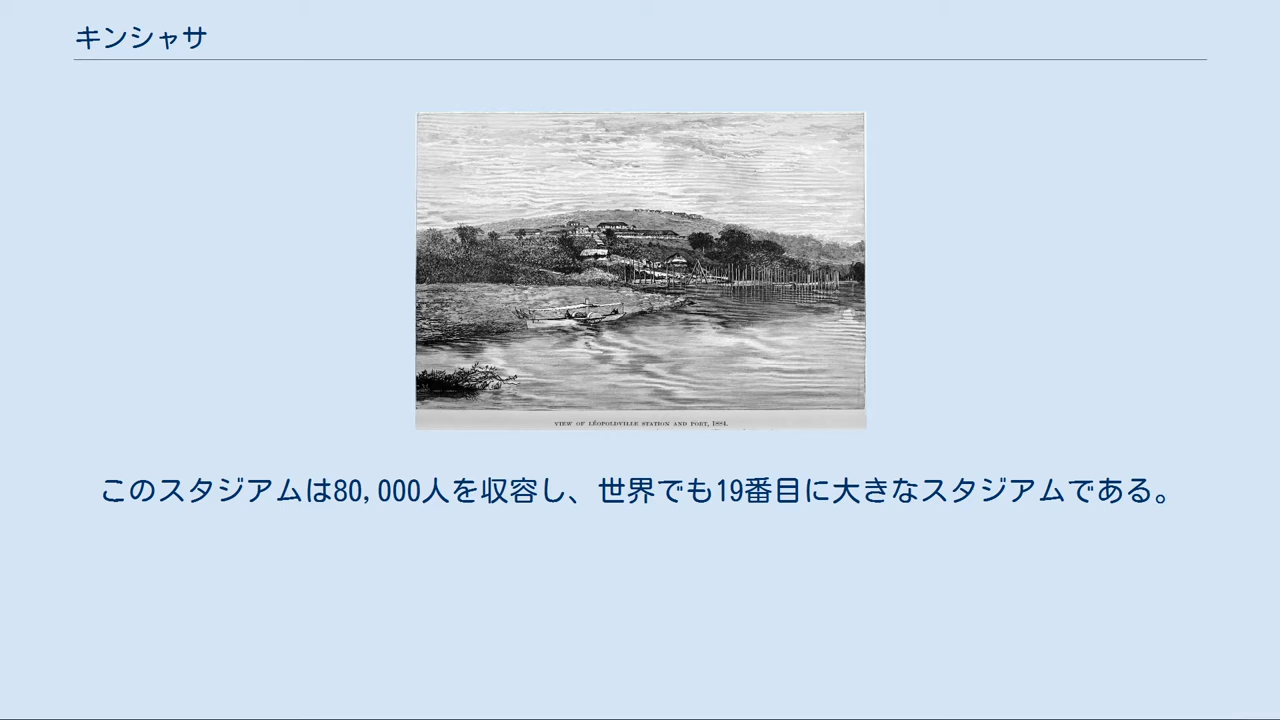 キンシャサ
VIEW OF LÉOPOLDVILLE STATION AND PORT, 1884.
このスタジアムは80,000人を収容し、世界でも19番目に大きなスタジアムである。